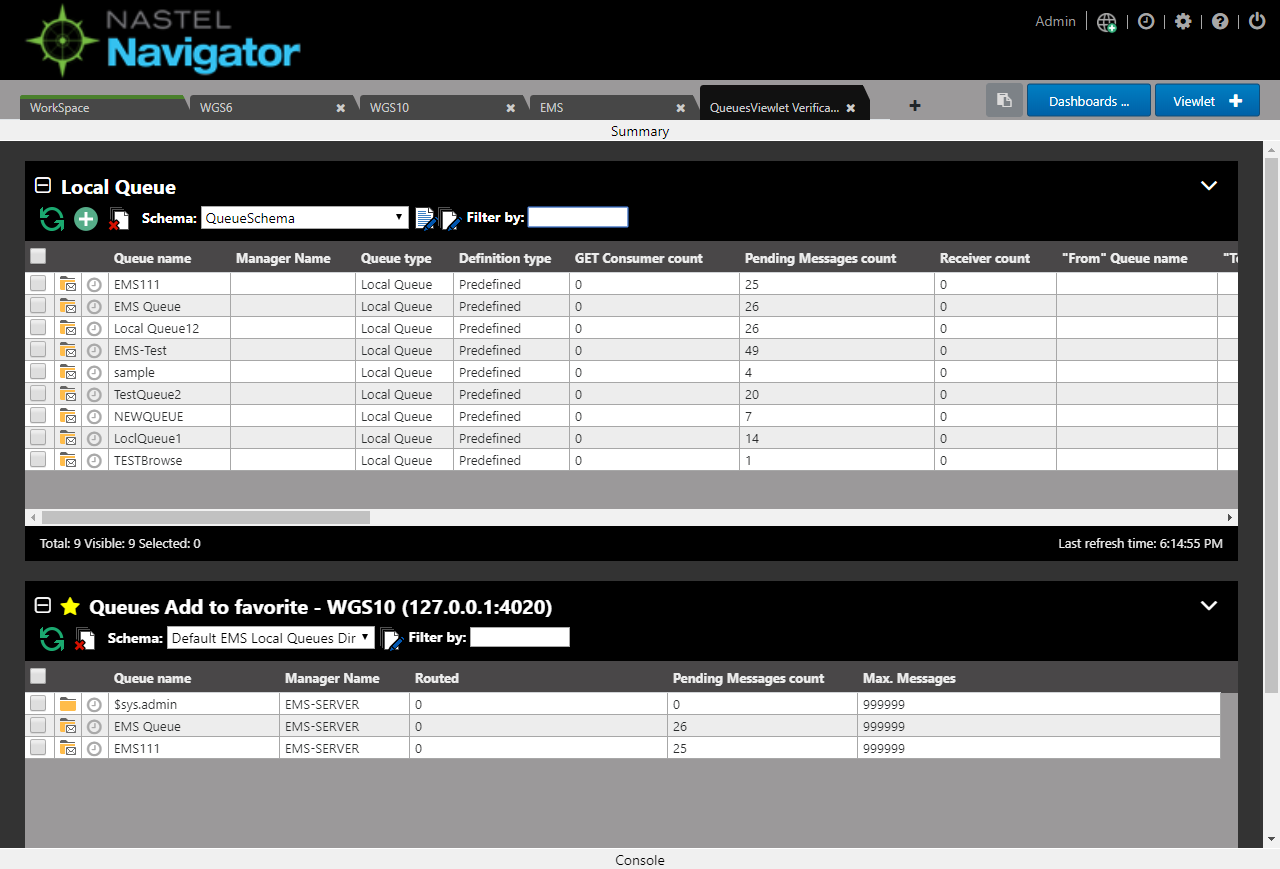 NASTEL
Navigator
Admin
WorkSpace WGS6 WGS10 EMS QueuesViewlet Verifica... Dashboards ... Viewlet
Summary
Local Queue
Schema: QueueSchema Filter by:
Queue name Manager Name Queue type Definition type GET Consumer count Pending Messages count Receiver count "From" Queue name "To
EMS111 Local Queue Predefined 0 25 0
EMS Queue Local Queue Predefined 0 26 0
Local Queue12 Local Queue Predefined 0 26 0
EMS-Test Local Queue Predefined 0 49 0
sample Local Queue Predefined 0 4 0
TestQueue2 Local Queue Predefined 0 20 0
NEWQUEUE Local Queue Predefined 0 7 0
LoclQueue1 Local Queue Predefined 0 14 0
TESTBrowse Local Queue Predefined 0 1 0
Total: 9 Visible: 9 Selected: 0 Last refresh time: 6:14:55 PM
Queues Add to favorite - WGS10 (127.0.0.1:4020)
Schema: Default EMS Local Queues Dir Filter by:
Queue name Manager Name Routed Pending Messages count Max. Messages
$sys.admin EMS-SERVER 0 0 999999
EMS Queue EMS-SERVER 0 26 999999
EMS111 EMS-SERVER 0 25 999999
Console